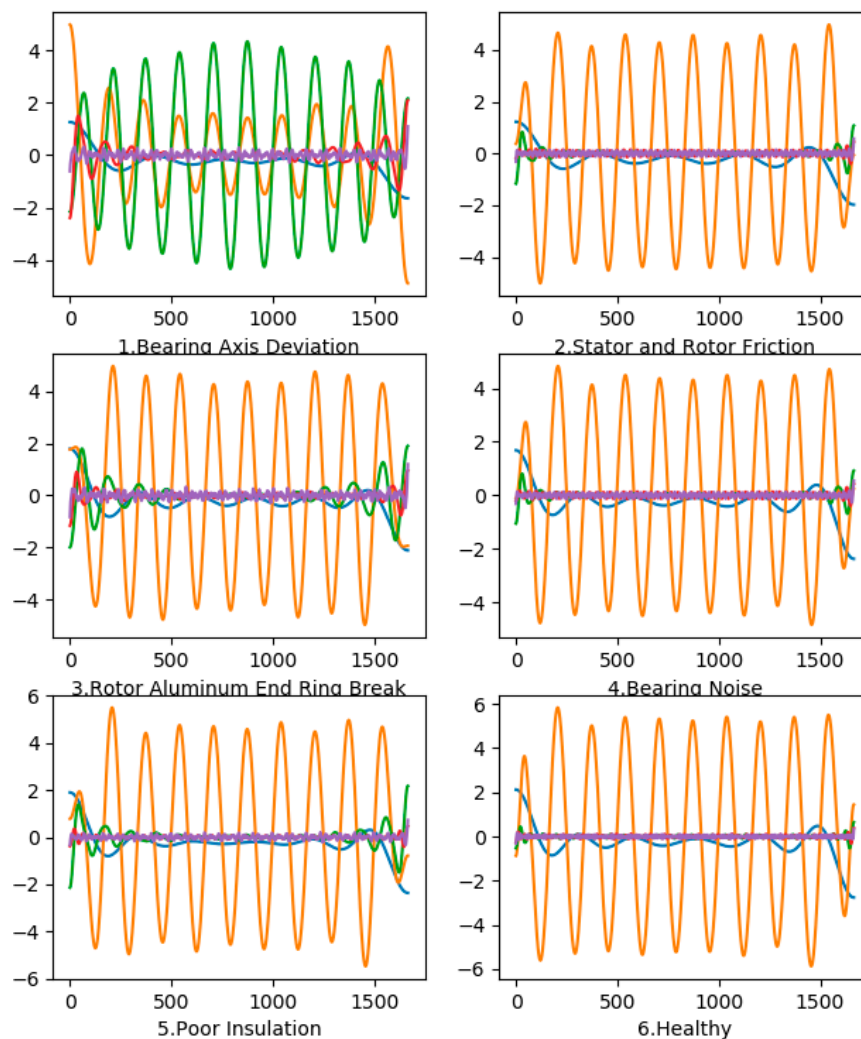 4
2
0
−2
−4
0 500 1000 1500
1.Bearing Axis Deviation
4
2
0
−2
−4
0 500 1000 1500
2.Stator and Rotor Friction
4
2
0
−2
−4
0 500 1000 1500
3.Rotor Aluminum End Ring Break
4
2
0
−2
−4
0 500 1000 1500
4.Bearing Noise
6
4
2
0
−2
−4
−6
0 500 1000 1500
5.Poor Insulation
6
4
2
0
−2
−4
−6
0 500 1000 1500
6.Healthy